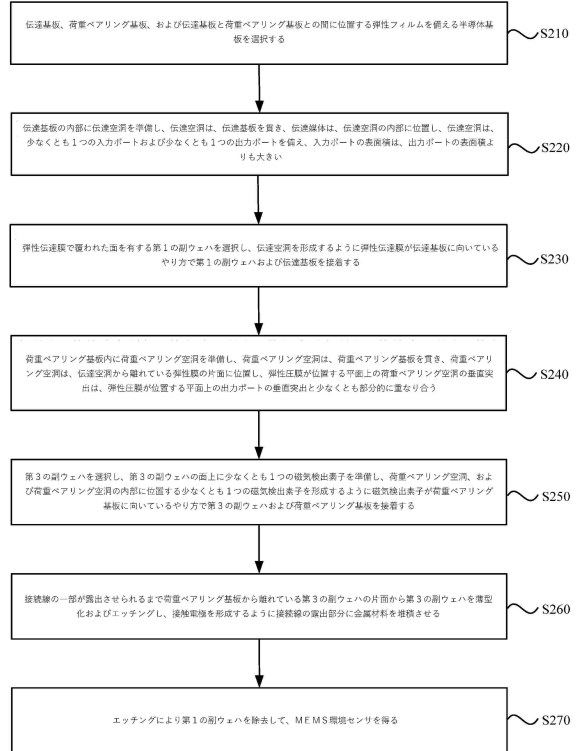 伝達基板、荷重ベアリング基板、および伝達基板と荷重ベアリング基板との間に位置する弾性フィルムを備える半導体基
板を選択する
S210
伝達基板の内部に伝達空洞を準備し、伝達空洞は、伝達基板を貫き、伝達媒体は、伝達空洞の内部に位置し、伝達空洞は、
少なくとも1つの入力ポートおよび少なくとも1つの出力ポートを備え、入力ポートの表面積は、出力ポートの表面積よ
りも大きい
S220
弾性伝達膜で覆われた面を有する第1の副ウェハを選択し、伝達空洞を形成するように弾性伝達膜が伝達基板に向いている
やり方で第1の副ウェハおよび伝達基板を接着する
S230
荷重ベアリング基板内に荷重ベアリング空洞を準備し、荷重ベアリング空洞は、荷重ベアリング基板を貫き、荷重ベアリ
ング空洞は、伝達空洞から離れている弾性膜の片面に位置し、弾性圧膜が位置する平面上の荷重ベアリング空洞の垂直突
出は、弾性圧膜が位置する平面上の出力ポートの垂直突出と少なくとも部分的に重なり合う
S240
第3の副ウェハを選択し、第3の副ウェハの面上に少なくとも1つの磁気検出素子を準備し、荷重ベアリング空洞、およ
び荷重ベアリング空洞の内部に位置する少なくとも1つの磁気検出素子を形成するように磁気検出素子が荷重ベアリング
基板に向いているやり方で第3の副ウェハおよび荷重ベアリング基板を接着する
S250
接続線の一部が露出させられるまで荷重ベアリング基板から離れている第3の副ウェハの片面から第3の副ウェハを薄型
化およびエッチングし、接触電極を形成するように接続線の露出部分に金属材料を堆積させる
S260
エッチングにより第1の副ウェハを除去して、MEMS環境センサを得る
S270